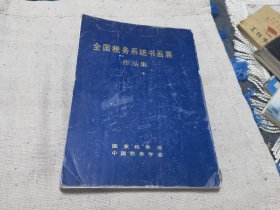 全国税务系统书画展
作品集
国家税务局
中国税务学会